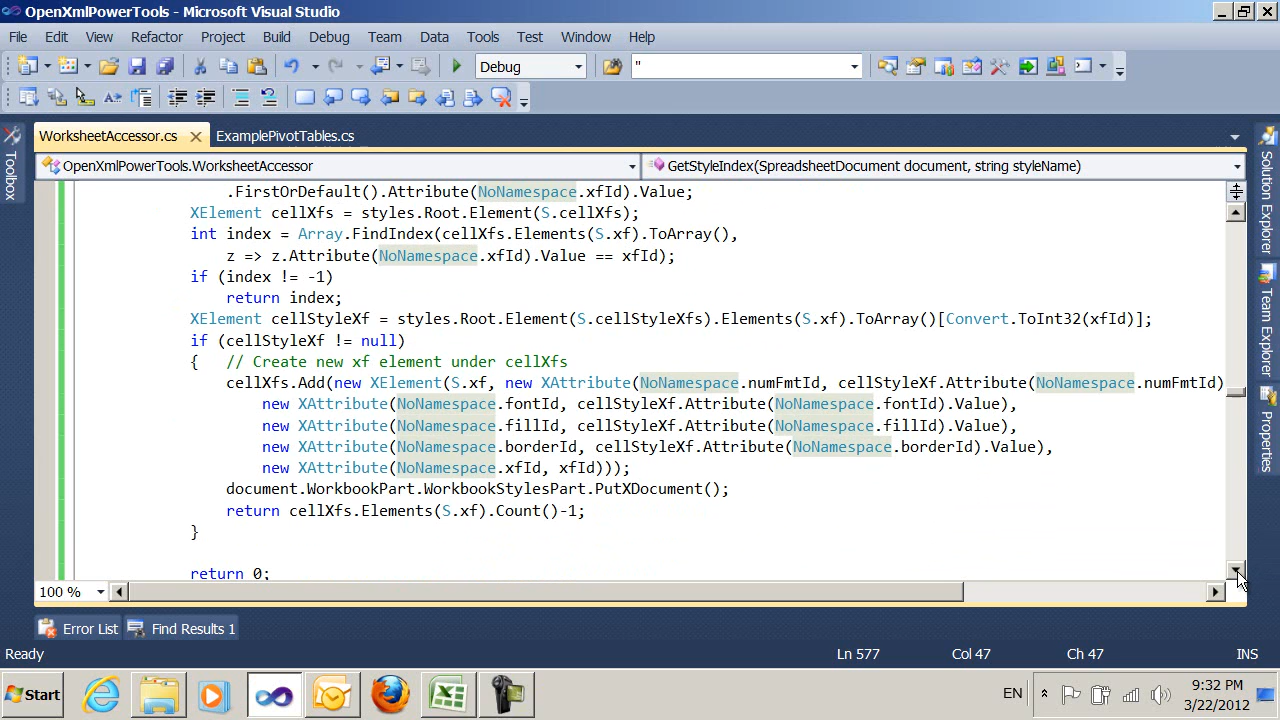 OpenXmlPowerTools - Microsoft Visual Studio
File Edit View Refactor Project Build Debug Team Data Tools Test Window Help
Debug "
WorksheetAccessor.cs ExamplePivotTables.cs
OpenXmlPowerTools.WorksheetAccessor GetStyleIndex(SpreadsheetDocument document, string styleName)
Toolbox
Solution Explorer
Team Explorer
Properties
.FirstOrDefault().Attribute(NoNamespace.xfId).Value;
XElement cellXfs = styles.Root.Element(S.cellXfs);
int index = Array.FindIndex(cellXfs.Elements(S.xf).ToArray(),
z => z.Attribute(NoNamespace.xfId).Value == xfId);
if (index != -1)
return index;
XElement cellStyleXf = styles.Root.Element(S.cellStyleXfs).Elements(S.xf).ToArray()[Convert.ToInt32(xfId)];
if (cellStyleXf != null)
{ // Create new xf element under cellXfs
cellXfs.Add(new XElement(S.xf, new XAttribute(NoNamespace.numFmtId, cellStyleXf.Attribute(NoNamespace.numFmtId)
new XAttribute(NoNamespace.fontId, cellStyleXf.Attribute(NoNamespace.fontId).Value),
new XAttribute(NoNamespace.fillId, cellStyleXf.Attribute(NoNamespace.fillId).Value),
new XAttribute(NoNamespace.borderId, cellStyleXf.Attribute(NoNamespace.borderId).Value),
new XAttribute(NoNamespace.xfId, xfId)));
document.WorkbookPart.WorkbookStylesPart.PutXDocument();
return cellXfs.Elements(S.xf).Count()-1;
}
return 0;
100 %
Error List Find Results 1
Ready Ln 577 Col 47 Ch 47 INS
Start EN 9:32 PM
3/22/2012